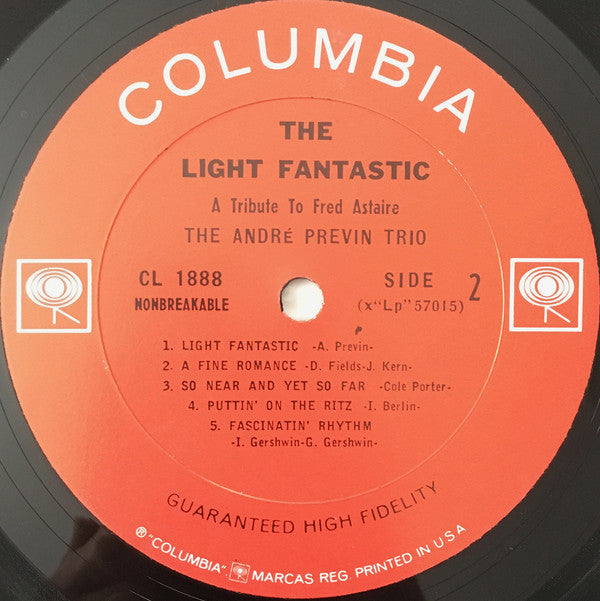 COLUMBIA
THE
LIGHT FANTASTIC
A Tribute To Fred Astaire
THE ANDRé PREVIN TRIO
CL 1888
NONBREAKABLE
SIDE 2
(x"Lp"57015)
1. LIGHT FANTASTIC -A. Previn-
2. A FINE ROMANCE -D. Fields-J. Kern-
3. SO NEAR AND YET SO FAR -Cole Porter-
4. PUTTIN' ON THE RITZ -I. Berlin-
5. FASCINATIN' RHYTHM
-I. Gershwin-G. Gershwin-
GUARANTEED HIGH FIDELITY
® "COLUMBIA", MARCAS REG. PRINTED IN U.S.A.